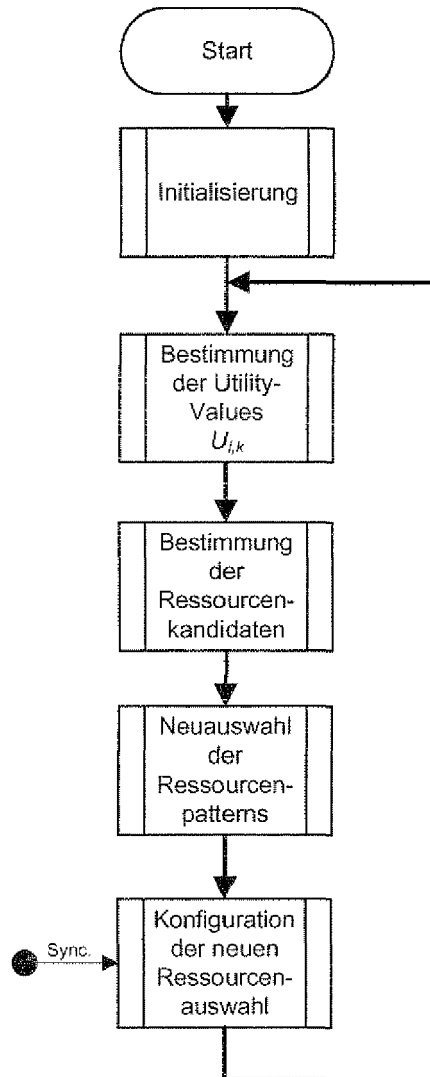 Start
Initialisierung
Bestimmung
der Utility-
Values
Ui,k
Bestimmung
der
Ressourcen-
kandidaten
Neuauswahl
der
Ressourcen-
patterns
Sync.
Konfiguration
der neuen
Ressourcen-
auswahl